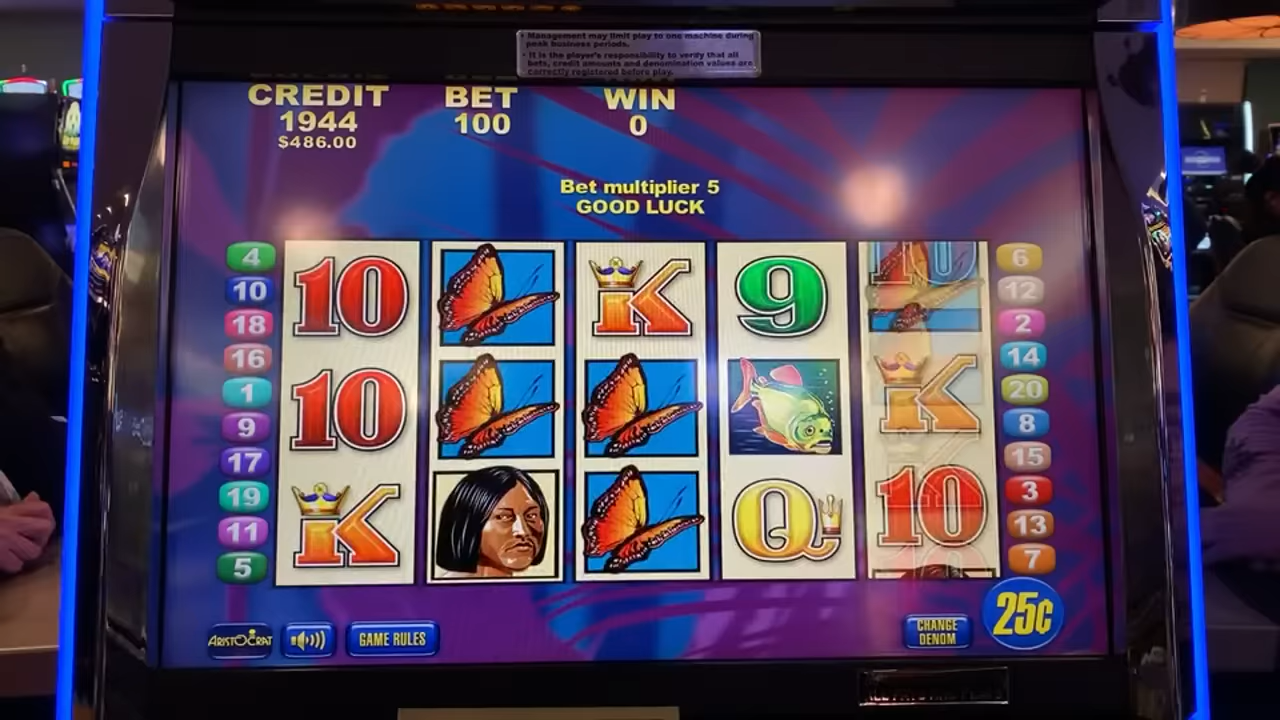 • Management may limit play to one machine during
peak business periods.
• It is the player's responsibility to verify that all
bets, credit amounts and denomination values are
correctly registered before play.
CREDIT BET WIN
1944 100 0
$486.00
Bet multiplier 5
GOOD LUCK
4 6
10 K 9 10
10 12
18 2
16 14
1 K 20
10
9 8
17 15
19 3
K Q 10
11 13
5 7
ARISTOCRAT GAME RULES CHANGE
DENOM 25¢